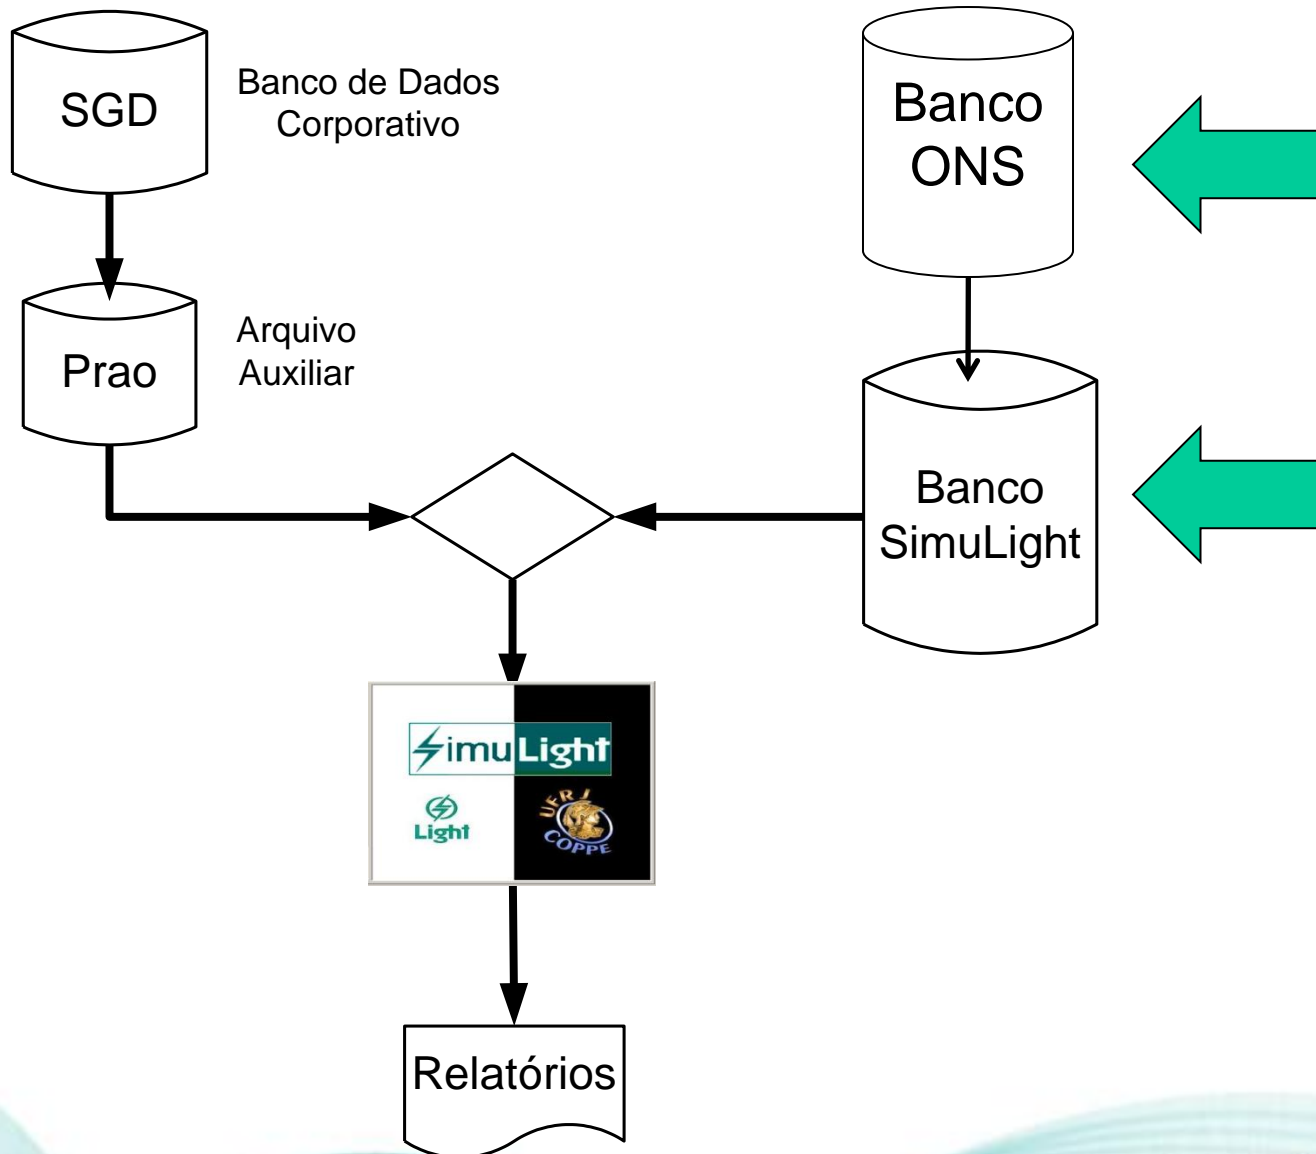 SGD
Banco de Dados
Corporativo
Banco
ONS
Prao
Arquivo
Auxiliar
Banco
SimuLight
SimuLight
Light
UFRJ
COPPE
Relatórios